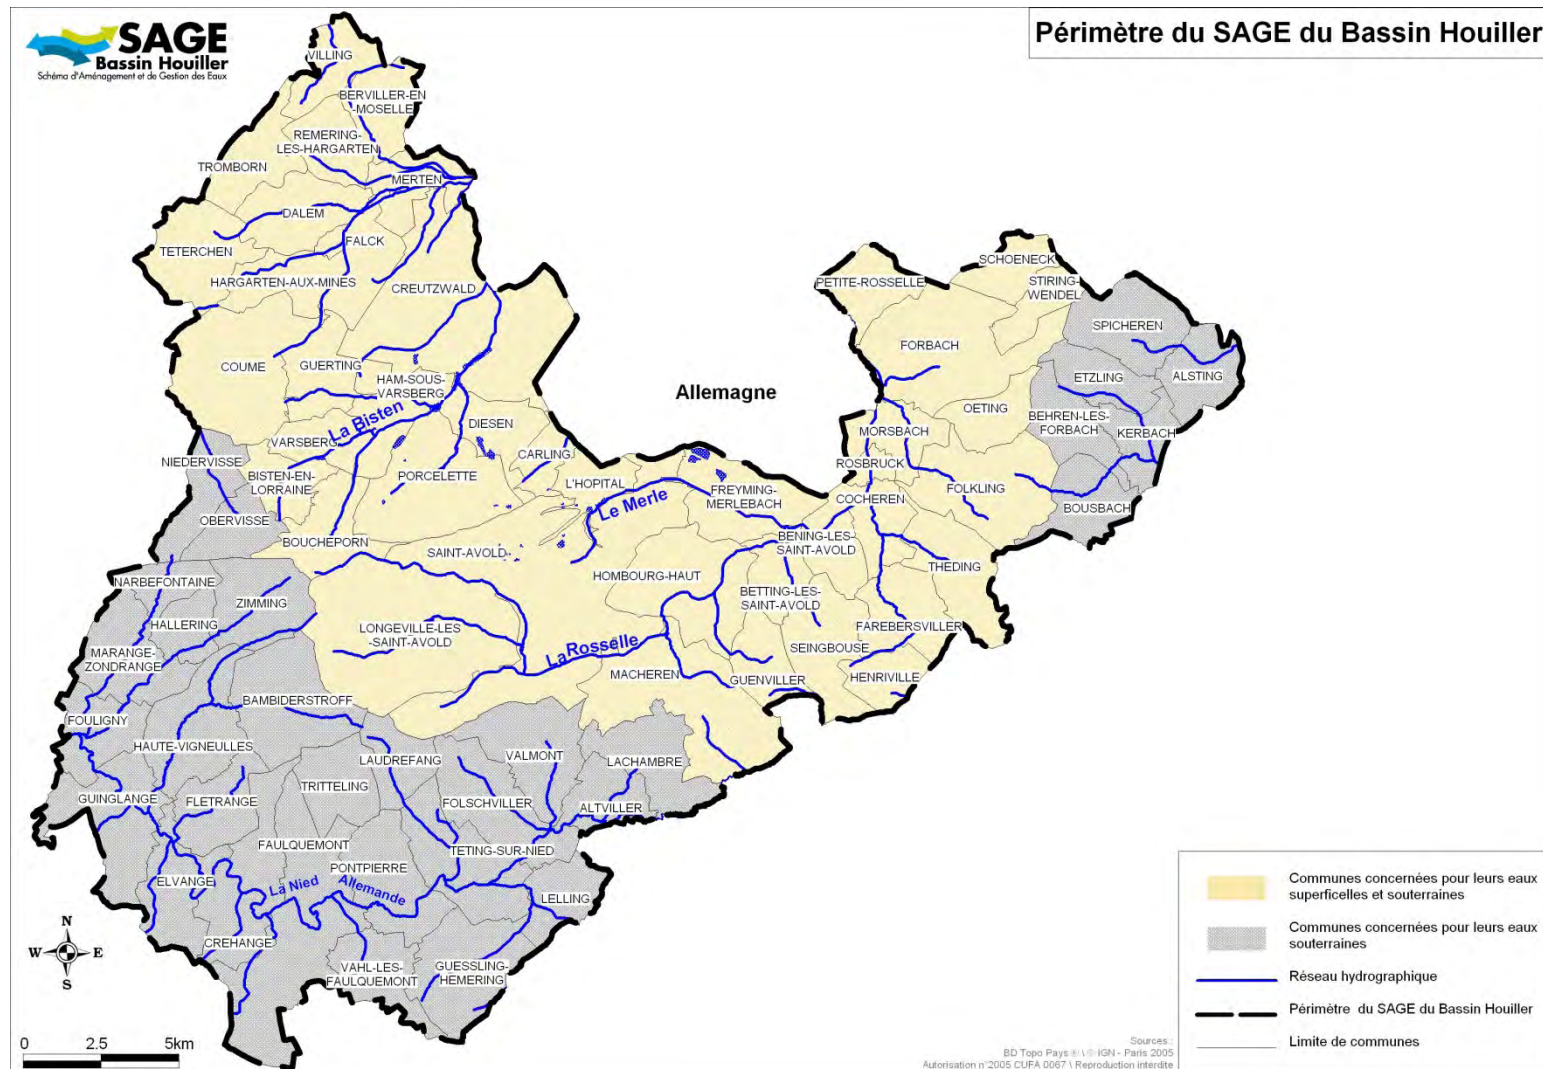 SAGE
Bassin Houiller
Schéma d'Aménagement et de Gestion des Eaux
Périmètre du SAGE du Bassin Houiller
VILLING
BERVILLER-EN
-MOSELLE
REMERING-
LES-HARGARTEN
TROMBORN
MERTEN
DALEM
FALCK
TETERCHEN
HARGARTEN-AUX-MINES
CREUTZWALD
SCHOENECK
PETITE-ROSSELLE
STIRING-
WENDEL
SPICHEREN
FORBACH
COUME
GUERTING
HAM-SOUS-
VARSBERG
ETZLING
ALSTING
Allemagne
La Bisten
DIESEN
OETING
BEHREN-LES-
FORBACH
KERBACH
VARSBERG
MORSBACH
NIEDERVISSE
CARLING
ROSBRUCK
BISTEN-EN-
LORRAINE
PORCELETTE
L'HOPITAL
FREYMING-
MERLEBACH
COCHEREN
FOLKLING
BOUSBACH
Le Merle
OBERVISSE
BOUCHEPORN
SAINT-AVOLD
BENING-LES-
SAINT-AVOLD
THEDING
NARBEFONTAINE
ZIMMING
HOMBOURG-HAUT
BETTING-LES-
SAINT-AVOLD
HALLERING
LONGEVILLE-LES
-SAINT-AVOLD
FAREBERSVILLER
MARANGE-
ZONDRANGE
La Rosselle
SEINGBOUSE
MACHEREN
GUENVILLER
HENRIVILLE
BAMBIDERSTROFF
FOULIGNY
HAUTE-VIGNEULLES
LAUDREFANG
VALMONT
LACHAMBRE
TRITTELING
GUINGLANGE
FLETRANGE
FOLSCHVILLER
ALTVILLER
FAULQUEMONT
TETING-SUR-NIED
PONTPIERRE
ELVANGE
La Nied Allemande
LELLING
CREHANGE
VAHL-LES-
FAULQUEMONT
GUESSLING-
HEMERING
N
W E
S
0 2.5 5km
Communes concernées pour leurs eaux
superficelles et souterraines
Communes concernées pour leurs eaux
souterraines
Réseau hydrographique
Périmètre du SAGE du Bassin Houiller
Limite de communes
Sources :
BD Topo Pays ® \ © IGN - Paris 2005
Autorisation n°2005 CUFA 0067 \ Reproduction interdite